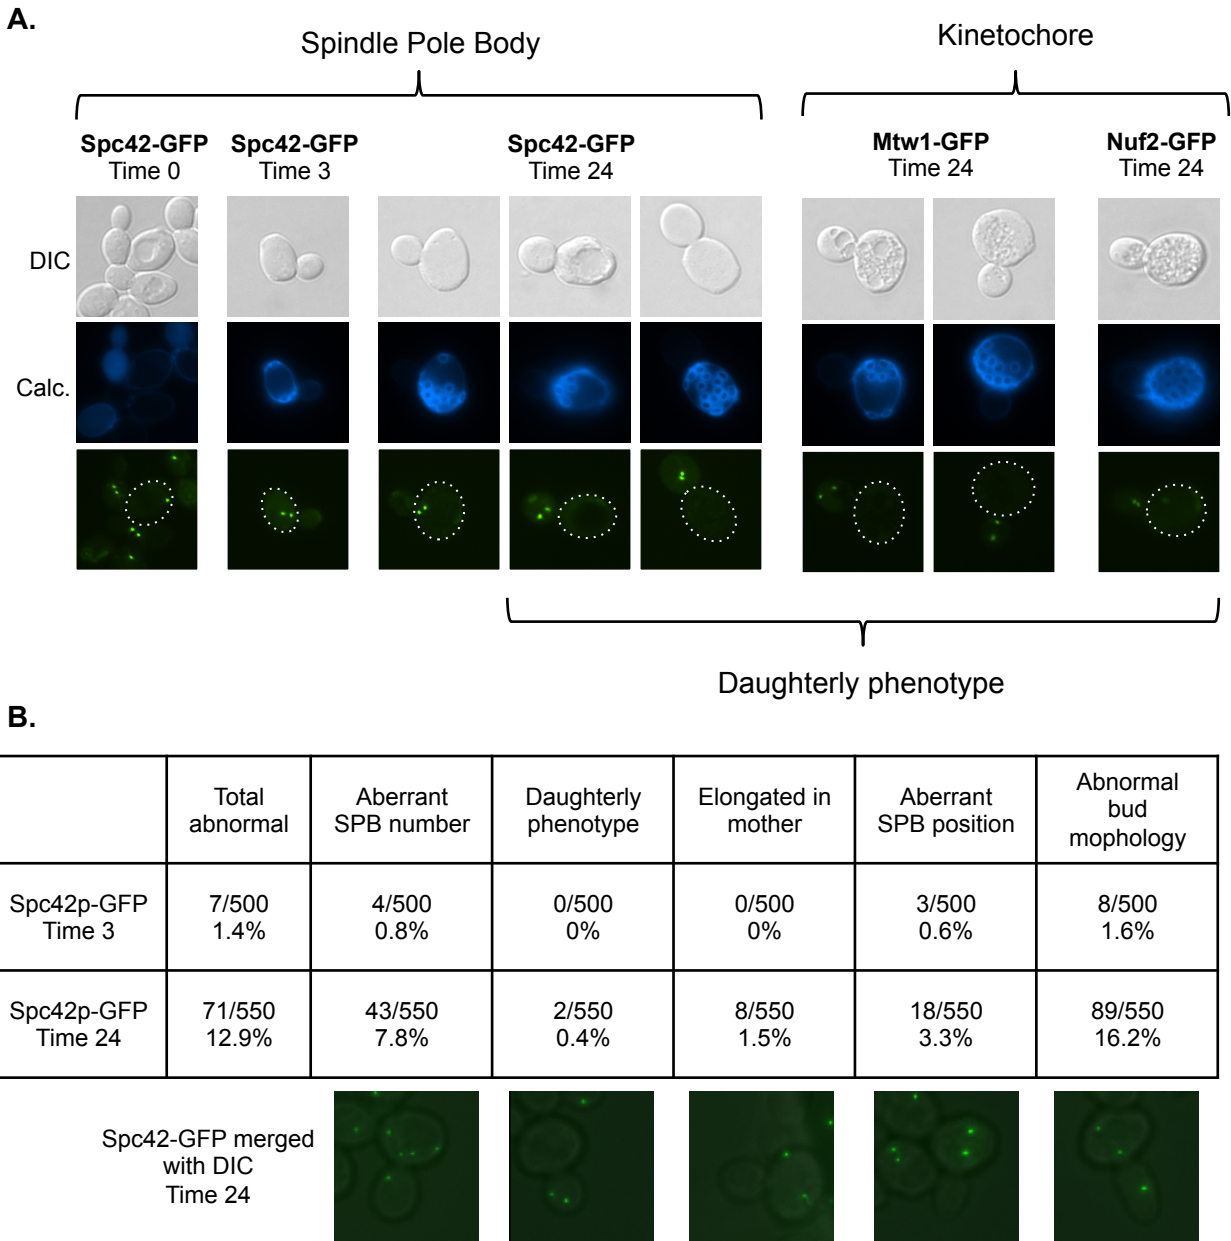 A.
Spindle Pole Body
Kinetochore
Spc42-GFP
Time 0
Spc42-GFP
Time 3
Spc42-GFP
Time 24
Mtw1-GFP
Time 24
Nuf2-GFP
Time 24
DIC
Calc.
Daughterly phenotype
B.
Total
abnormal
Aberrant
SPB number
Daughterly
phenotype
Elongated in
mother
Aberrant
SPB position
Abnormal
bud
mophology
Spc42p-GFP
Time 3
7/500
1.4%
4/500
0.8%
0/500
0%
0/500
0%
3/500
0.6%
8/500
1.6%
Spc42p-GFP
Time 24
71/550
12.9%
43/550
7.8%
2/550
0.4%
8/550
1.5%
18/550
3.3%
89/550
16.2%
Spc42-GFP merged
with DIC
Time 24